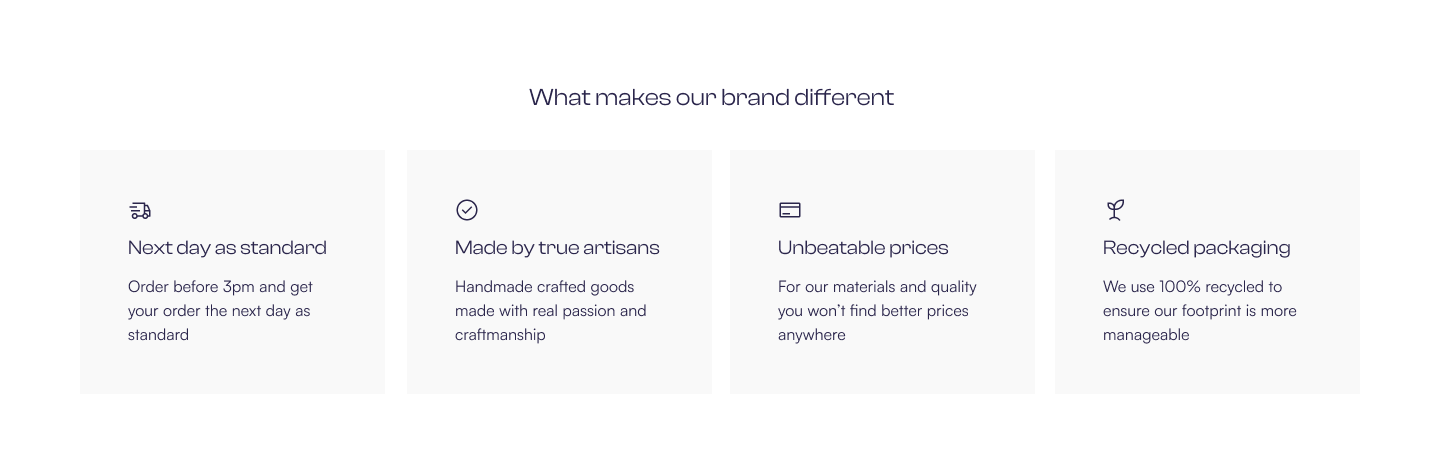 What makes our brand different
Next day as standard
Order before 3pm and get
your order the next day as
standard
Made by true artisans
Handmade crafted goods
made with real passion and
craftmanship
Unbeatable prices
For our materials and quality
you won’t find better prices
anywhere
Recycled packaging
We use 100% recycled to
ensure our footprint is more
manageable